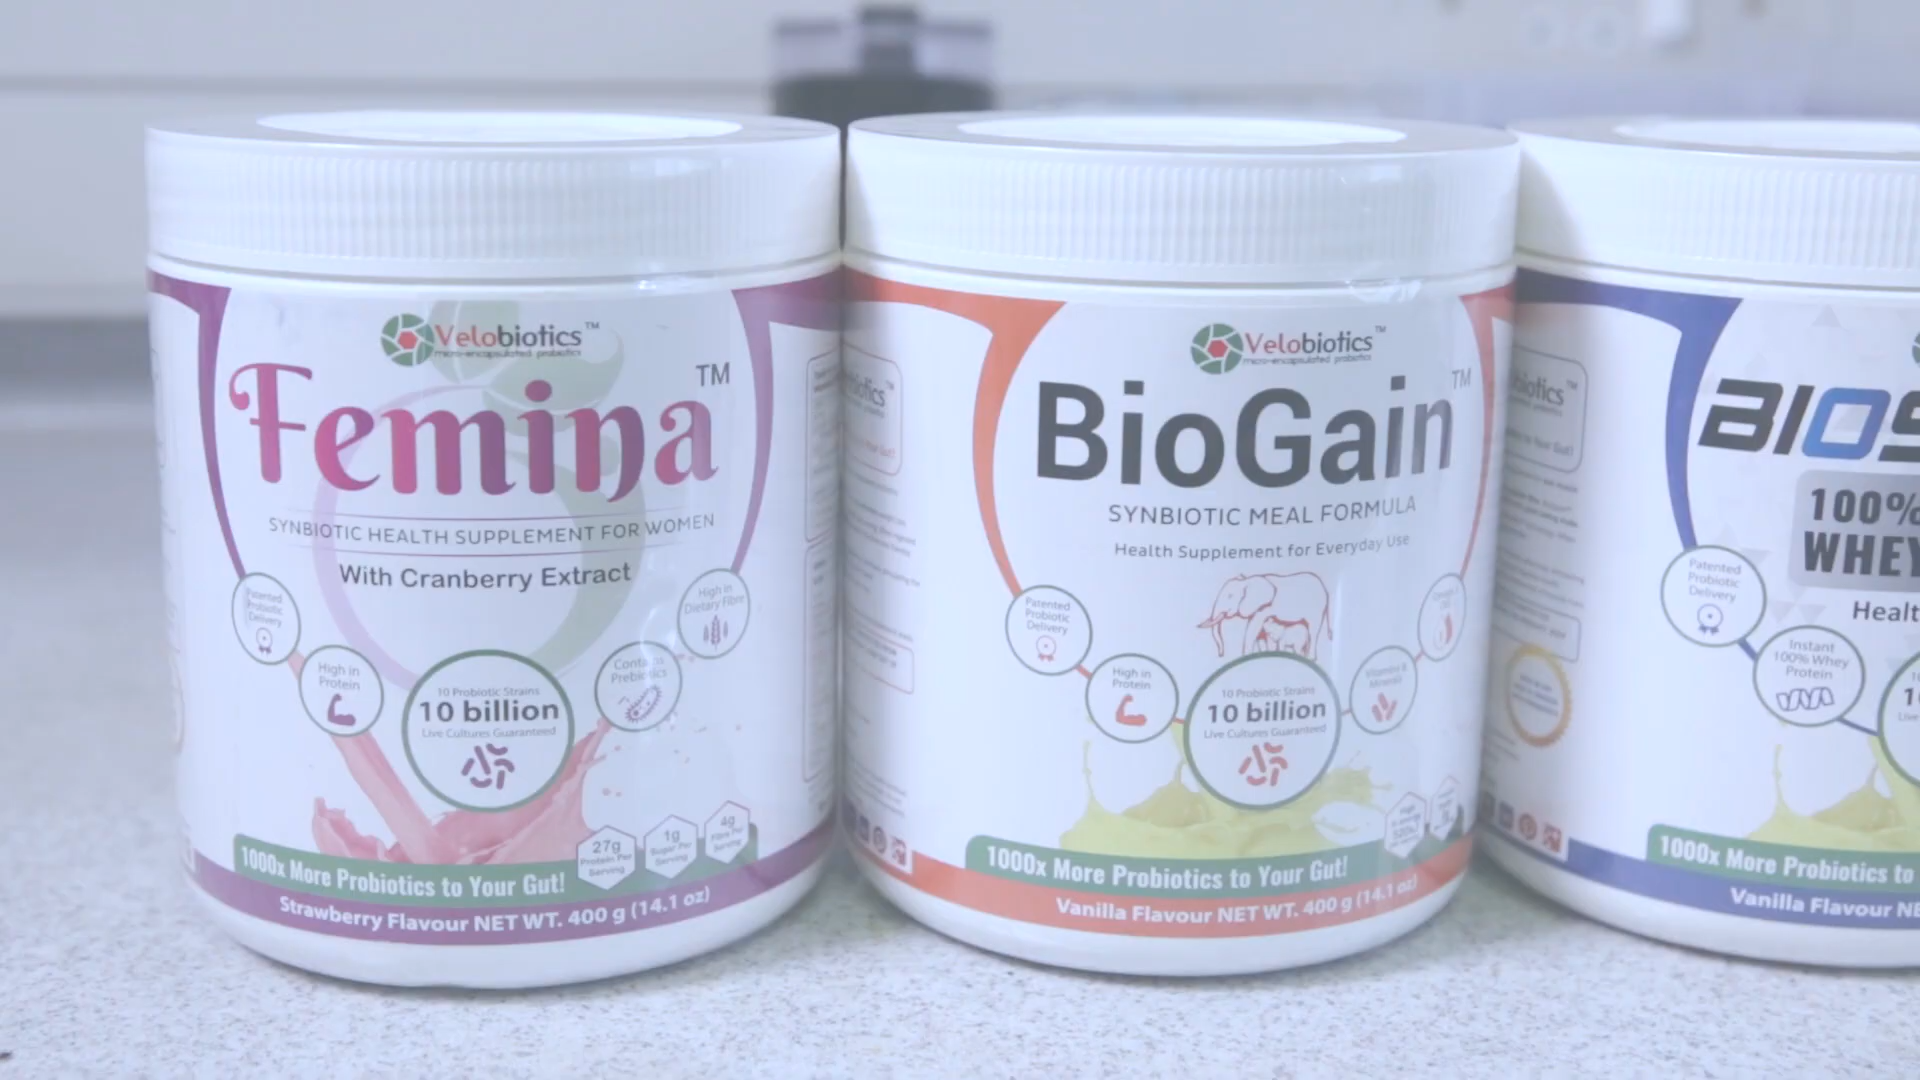 Velobiotics™
micro-encapsulated probiotics
Femina™
SYNBIOTIC HEALTH SUPPLEMENT FOR WOMEN
With Cranberry Extract
Patented
Probiotic
Delivery
High in
Protein
10 Probiotic Strains
10 billion
Live Cultures Guaranteed
Contains
Prebiotics
High in
Dietary Fibre
27g
Protein Per
Serving
1g
Sugar Per
Serving
4g
Fibre Per
Serving
1000x More Probiotics to Your Gut!
Strawberry Flavour NET WT. 400 g (14.1 oz)
Velobiotics™
micro-encapsulated probiotics
BioGain™
SYNBIOTIC MEAL FORMULA
Health Supplement for Everyday Use
Patented
Probiotic
Delivery
High in
Protein
10 Probiotic Strains
10 billion
Live Cultures Guaranteed
Vitamins &
Minerals
1000x More Probiotics to Your Gut!
Vanilla Flavour NET WT. 400 g (14.1 oz)
BIOS
100%
WHEY
Healt
Patented
Probiotic
Delivery
Instant
100% Whey
Protein
1000x More Probiotics to
Vanilla Flavour NE